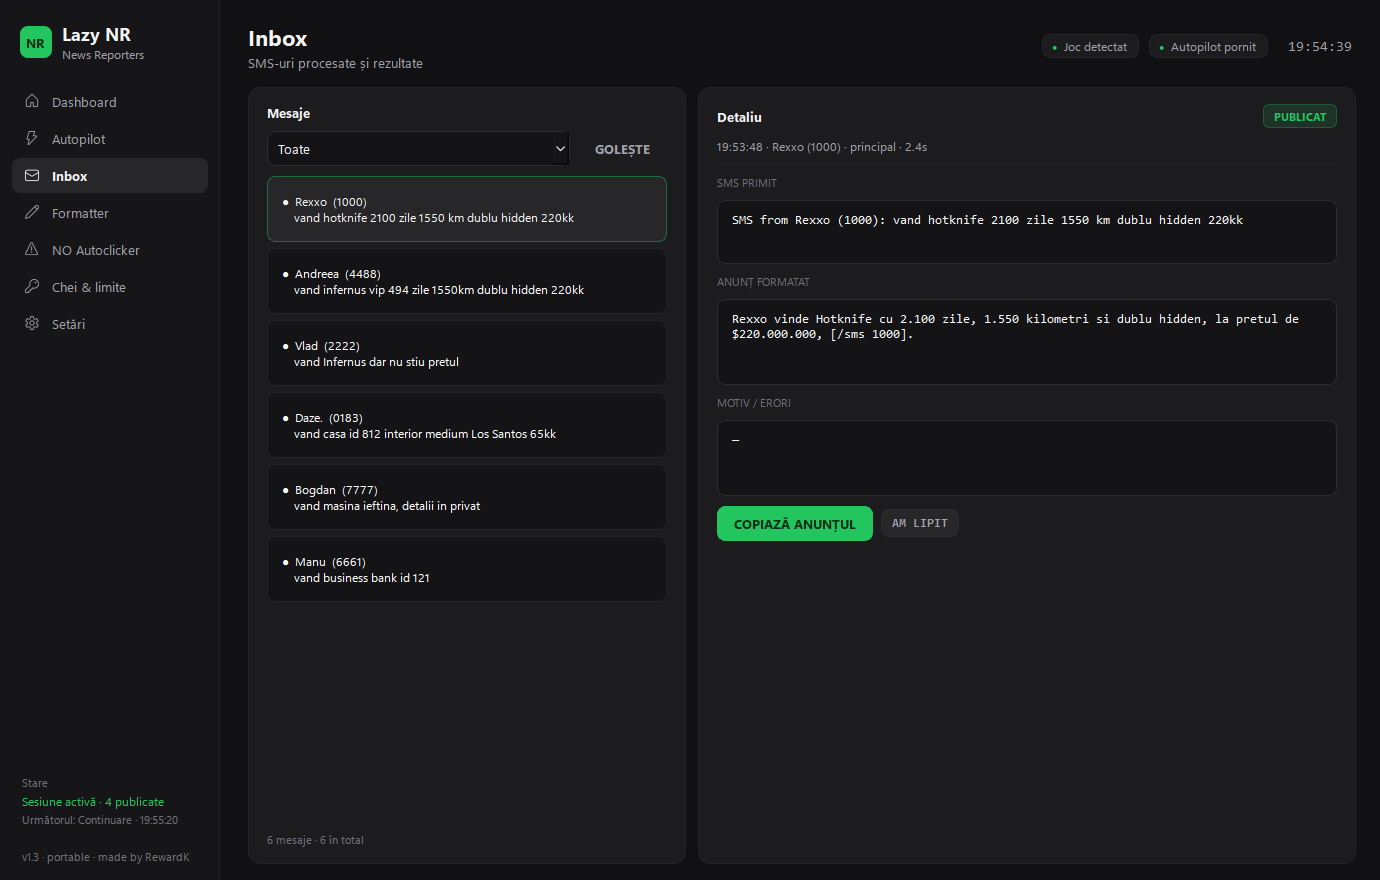 NR
Lazy NR
News Reporters
Dashboard
Autopilot
Inbox
Formatter
NO Autoclicker
Chei & limite
Setări
Stare
Sesiune activă · 4 publicate
Următorul: Continuare · 19:55:20
v1.3 · portable · made by RewardK
Inbox
SMS-uri procesate și rezultate
Joc detectat
Autopilot pornit
19:54:39
Mesaje
Toate
GOLEȘTE
Rexxo (1000)
vand hotknife 2100 zile 1550 km dublu hidden 220kk
Andreea (4488)
vand infernus vip 494 zile 1550km dublu hidden 220kk
Vlad (2222)
vand Infernus dar nu stiu pretul
Daze. (0183)
vand casa id 812 interior medium Los Santos 65kk
Bogdan (7777)
vand masina ieftina, detalii in privat
Manu (6661)
vand business bank id 121
6 mesaje · 6 în total
Detaliu
PUBLICAT
19:53:48 · Rexxo (1000) · principal · 2.4s
SMS PRIMIT
SMS from Rexxo (1000): vand hotknife 2100 zile 1550 km dublu hidden 220kk
ANUNȚ FORMATAT
Rexxo vinde Hotknife cu 2.100 zile, 1.550 kilometri si dublu hidden, la pretul de
$220.000.000, [/sms 1000].
MOTIV / ERORI
—
COPIAZĂ ANUNȚUL
AM LIPIT